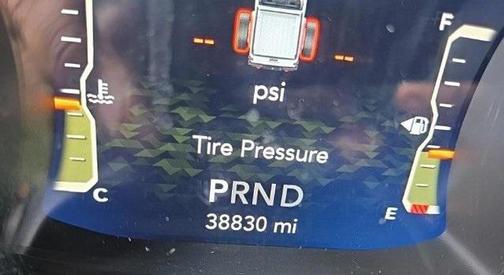 F
-- --
psi
Tire Pressure
C
PRND
E
38830 mi